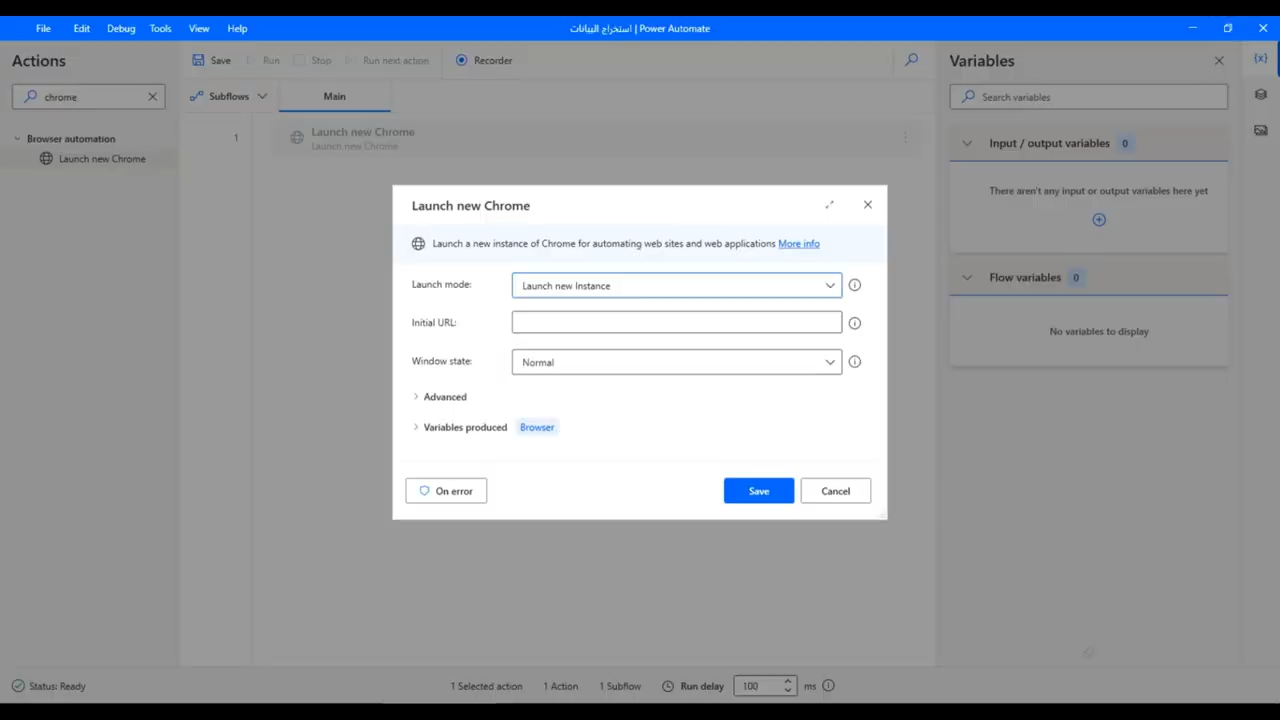 File Edit Debug Tools View Help
استخراج البيانات | Power Automate
Actions
chrome
Browser automation
Launch new Chrome
Save Run Stop Run next action Recorder
Subflows Main
1
Launch new Chrome
Launch new Chrome
Launch new Chrome
Launch a new instance of Chrome for automating web sites and web applications More info
Launch mode: Launch new Instance
Initial URL:
Window state: Normal
Advanced
Variables produced Browser
On error Save Cancel
Variables
{x}
Search variables
Input / output variables 0
There aren't any input or output variables here yet
Flow variables 0
No variables to display
Status: Ready 1 Selected action 1 Action 1 Subflow Run delay 100 ms